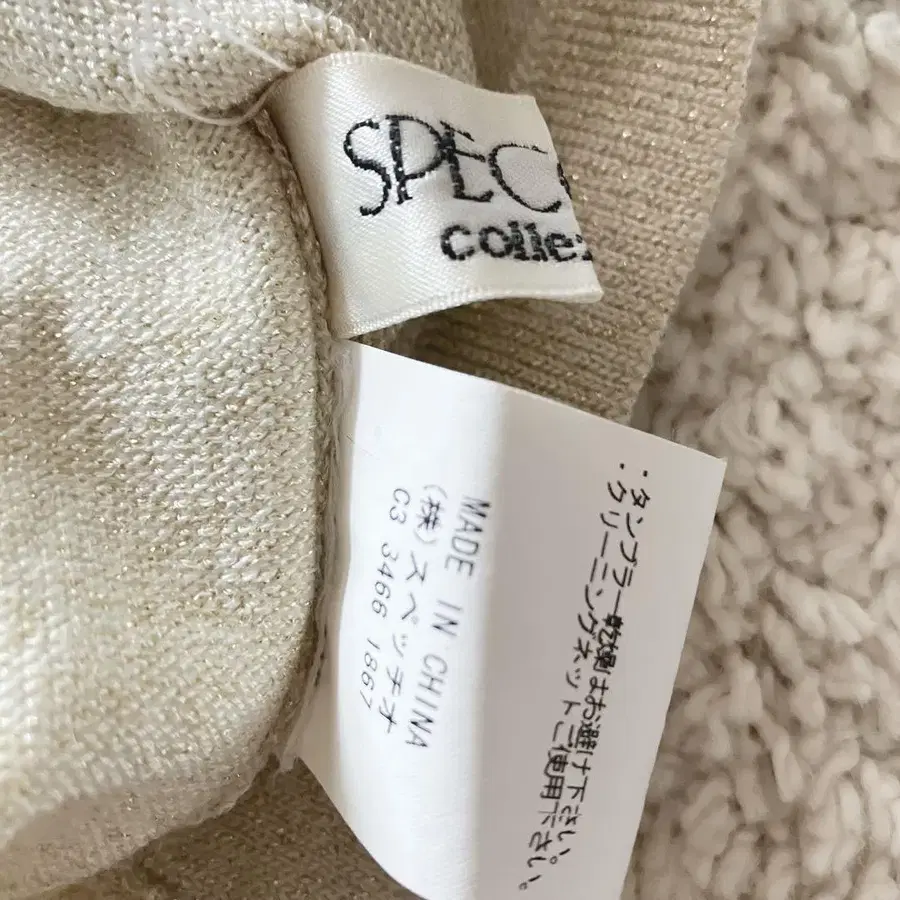 SPEC
colle
:タンブラー乾燥はお避け下さい。
:クリーニングネットご使用下さい。
MADE IN CHINA
(株)スペッチオ
C3 3466 1867